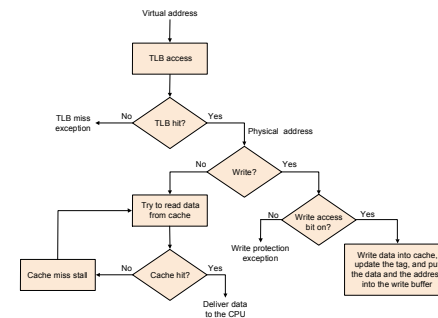 Virtual address
TLB access
TLB hit?
No
Yes
TLB miss
exception
Physical address
Write?
No
Yes
Try to read data
from cache
Write access
bit on?
No
Yes
Write protection
exception
Write data into cache,
update the tag, and put
the data and the address
into the write buffer
Cache miss stall
Cache hit?
No
Yes
Deliver data
to the CPU